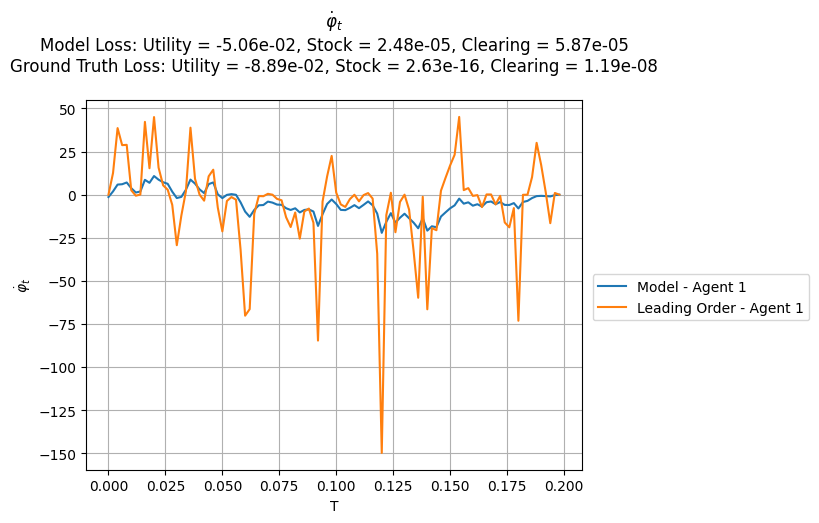 φ̇_t
Model Loss: Utility = -5.06e-02, Stock = 2.48e-05, Clearing = 5.87e-05
Ground Truth Loss: Utility = -8.89e-02, Stock = 2.63e-16, Clearing = 1.19e-08
50
25
0
−25
−50
−75
−100
−125
−150
φ̇_t
0.000 0.025 0.050 0.075 0.100 0.125 0.150 0.175 0.200
T
Model - Agent 1
Leading Order - Agent 1